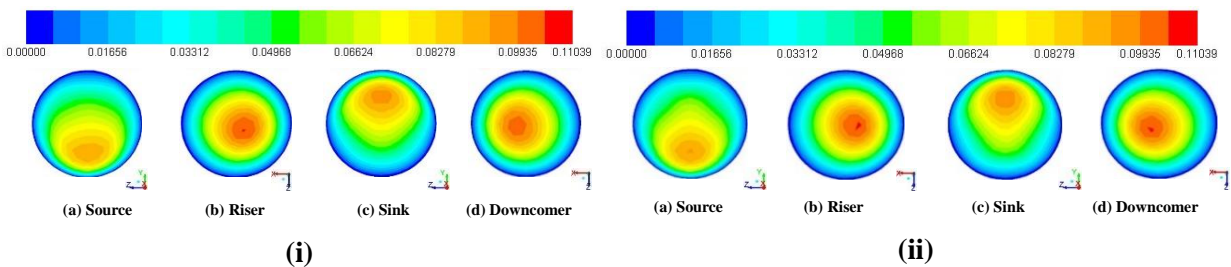 0.00000 0.01656 0.03312 0.04968 0.06624 0.08279 0.09935 0.11039
Z Y X X Z Z Y X X Z
(a) Source (b) Riser (c) Sink (d) Downcomer
(i)
0.00000 0.01656 0.03312 0.04968 0.06624 0.08279 0.09935 0.11039
Z Y X X Z Z Y X X Z
(a) Source (b) Riser (c) Sink (d) Downcomer
(ii)